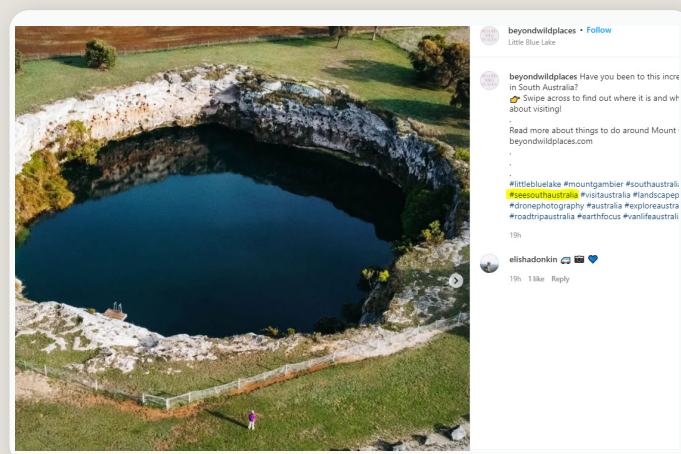 beyondwildplaces • Follow
Little Blue Lake
beyondwildplaces Have you been to this incre
in South Australia?
👉 Swipe across to find out where it is and wh
about visiting!
.
Read more about things to do around Mount
beyondwildplaces.com
.
.
.
#littlebluelake #mountgambier #southaustrali
#seesouthaustralia #visitaustralia #landscapep
#dronephotography #australia #exploreaustra
#roadtripaustralia #earthfocus #vanlifeaustrali
19h
elishadonkin 🚙 📷 💙
19h 1 like Reply